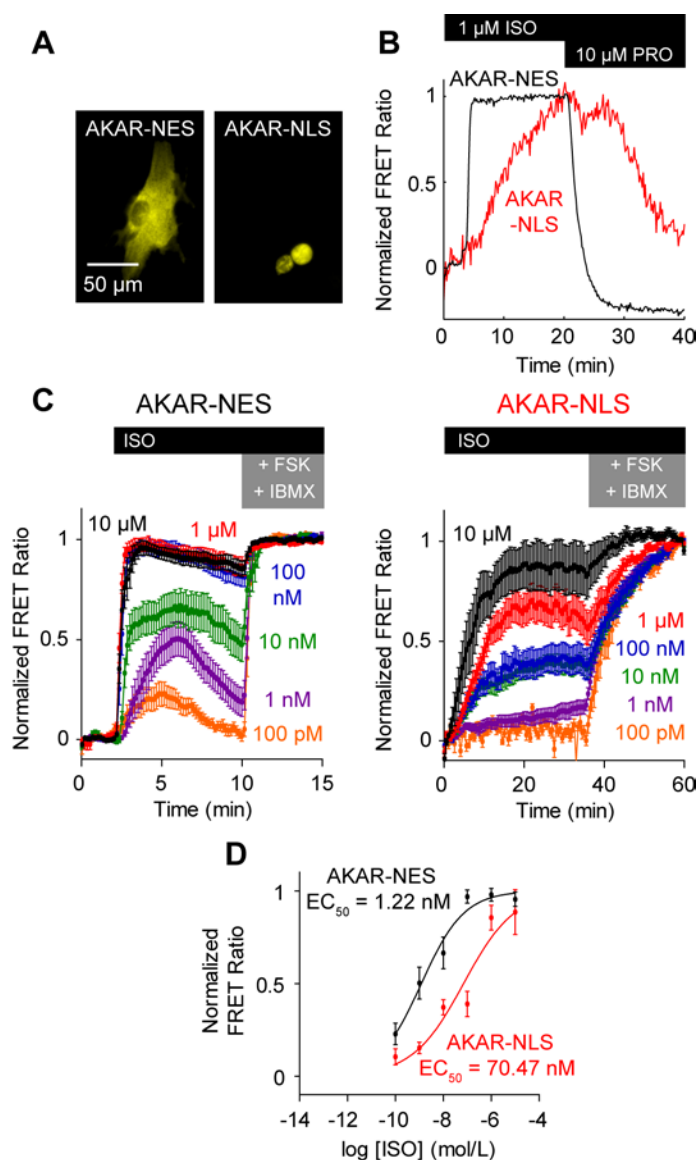 A
AKAR-NES
AKAR-NLS
50 µm
B
1 µM ISO
10 µM PRO
AKAR-NES
AKAR
-NLS
Normalized FRET Ratio
1
0.5
0
0
10
20
30
40
Time (min)
C
AKAR-NES
ISO
+ FSK
+ IBMX
10 µM
1 µM
100
nM
10 nM
1 nM
100 pM
Normalized FRET Ratio
1
0.5
0
0
5
10
15
Time (min)
AKAR-NLS
ISO
+ FSK
+ IBMX
10 µM
1 µM
100 nM
10 nM
1 nM
100 pM
Normalized FRET Ratio
1
0.5
0
0
20
40
60
Time (min)
D
AKAR-NES
EC50 = 1.22 nM
AKAR-NLS
EC50 = 70.47 nM
Normalized
FRET Ratio
1
0.5
0
-14
-12
-10
-8
-6
-4
log [ISO] (mol/L)